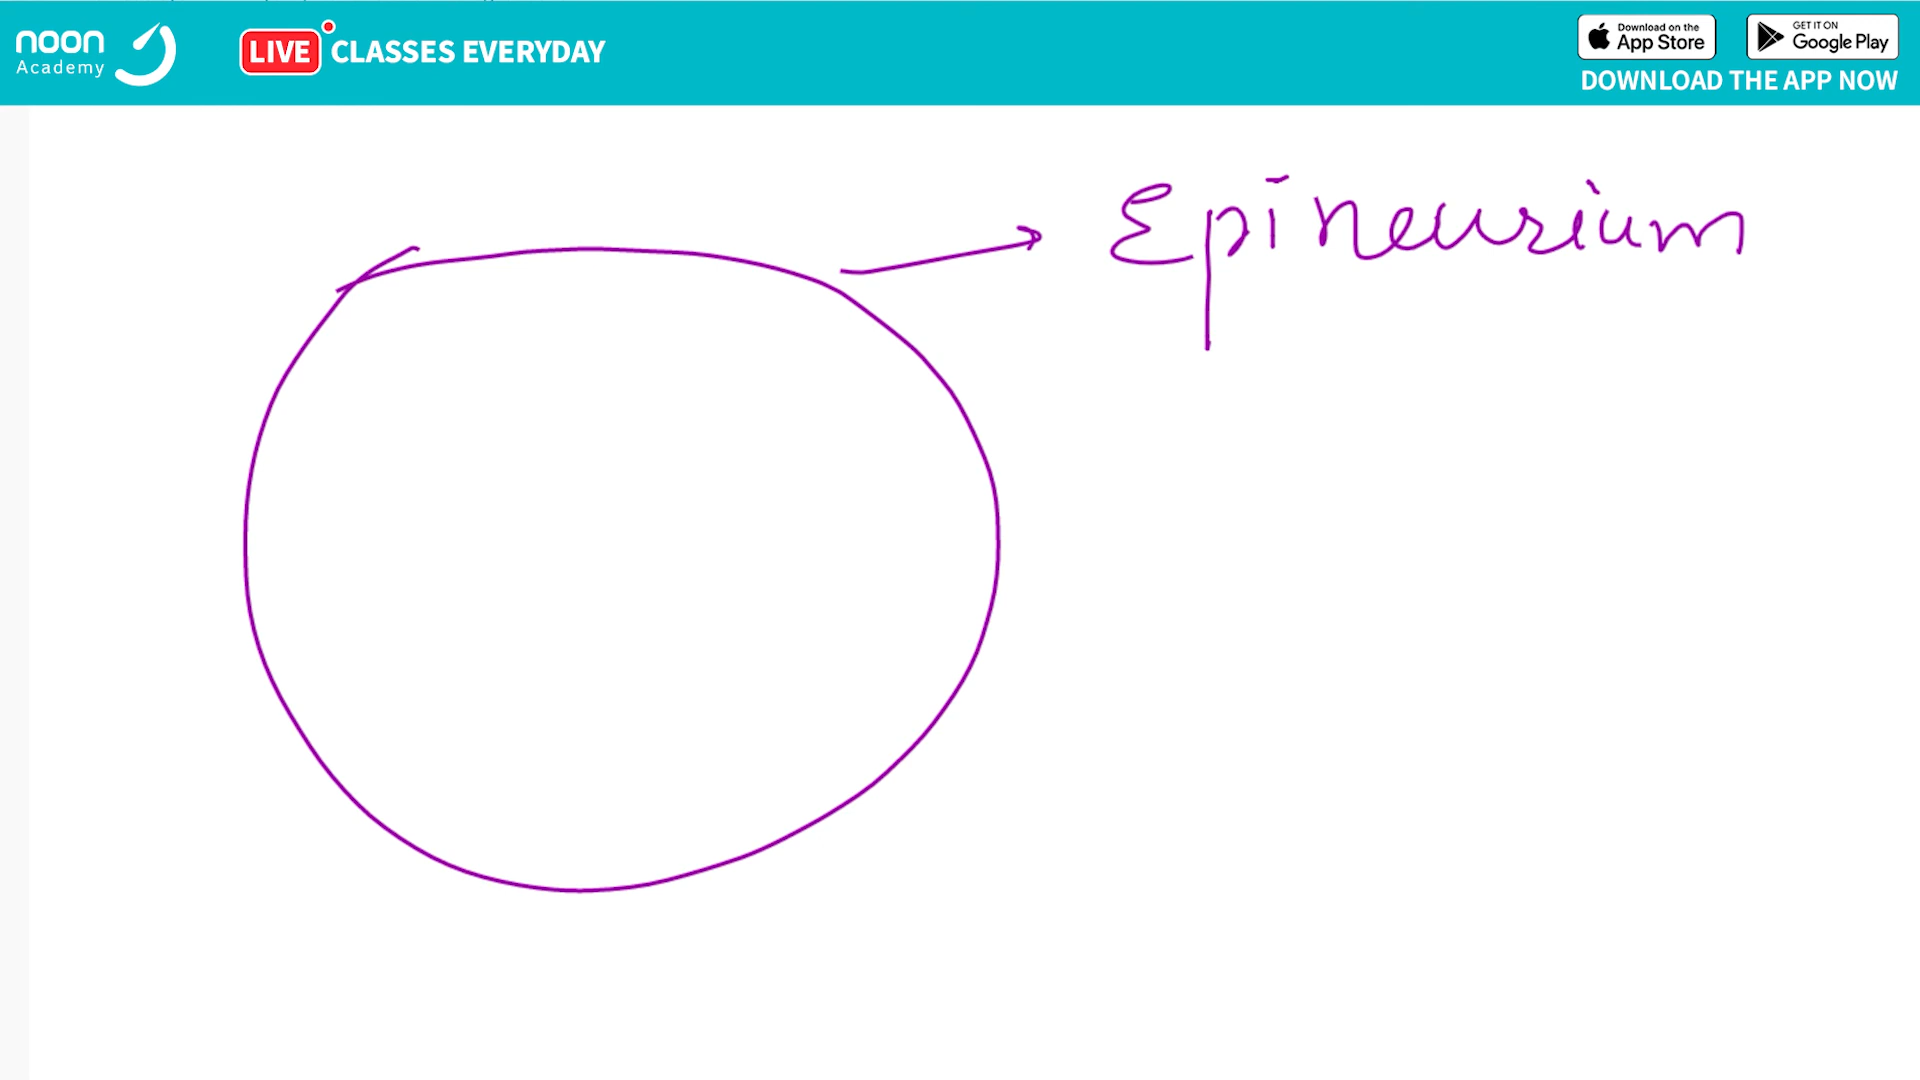 noon
Academy
LIVE CLASSES EVERYDAY
Download on the
App Store
GET IT ON
Google Play
DOWNLOAD THE APP NOW
Epineurium